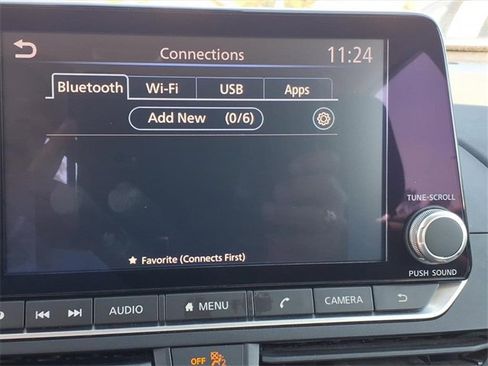 Connections 11:24
Bluetooth Wi-Fi USB Apps
Add New (0/6)
TUNE•SCROLL
★ Favorite (Connects First)
PUSH SOUND
AUDIO MENU CAMERA
OFF